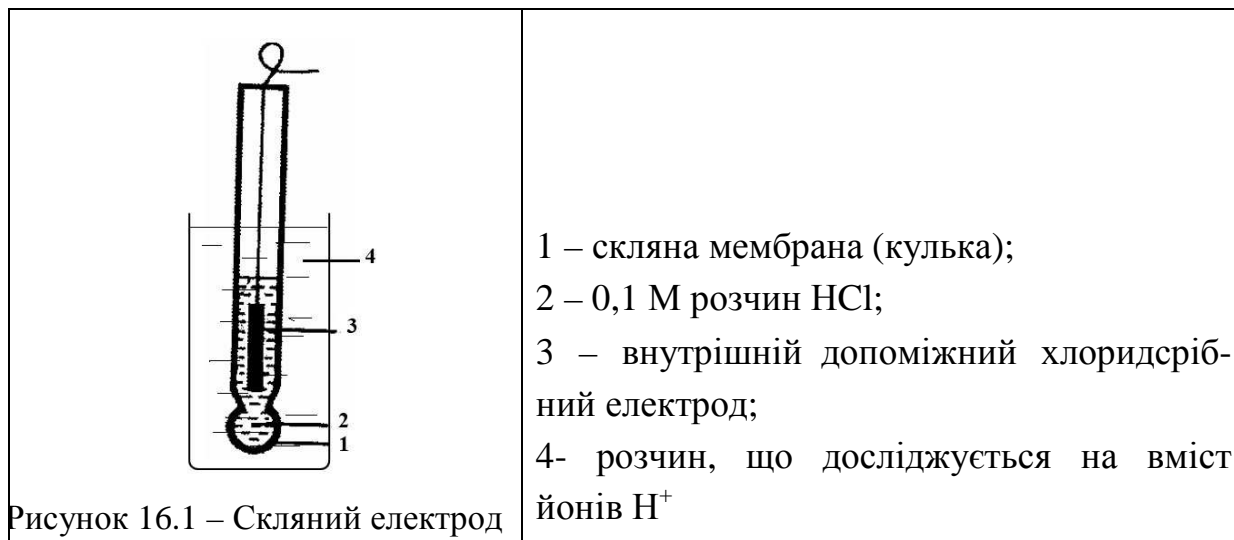 4
3
2
1
Рисунок 16.1 – Скляний електрод
1 – скляна мембрана (кулька);
2 – 0,1 М розчин HCl;
3 – внутрішній допоміжний хлоридсріб-
ний електрод;
4- розчин, що досліджується на вміст
йонів H⁺